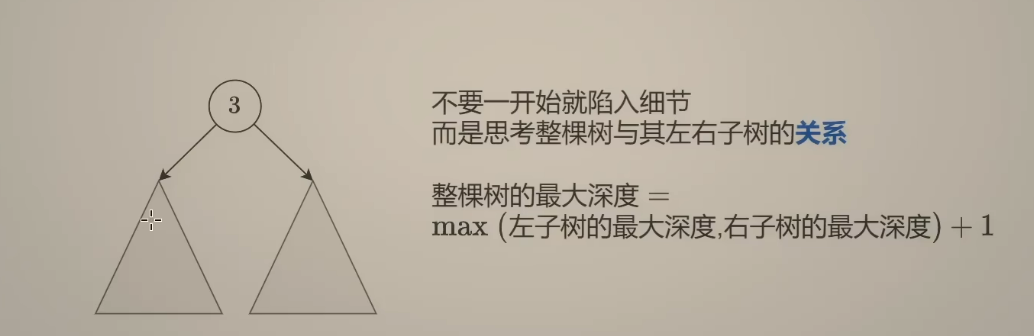 3
不要一开始就陷入细节
而是思考整棵树与其左右子树的关系
整棵树的最大深度 =
max (左子树的最大深度,右子树的最大深度) + 1